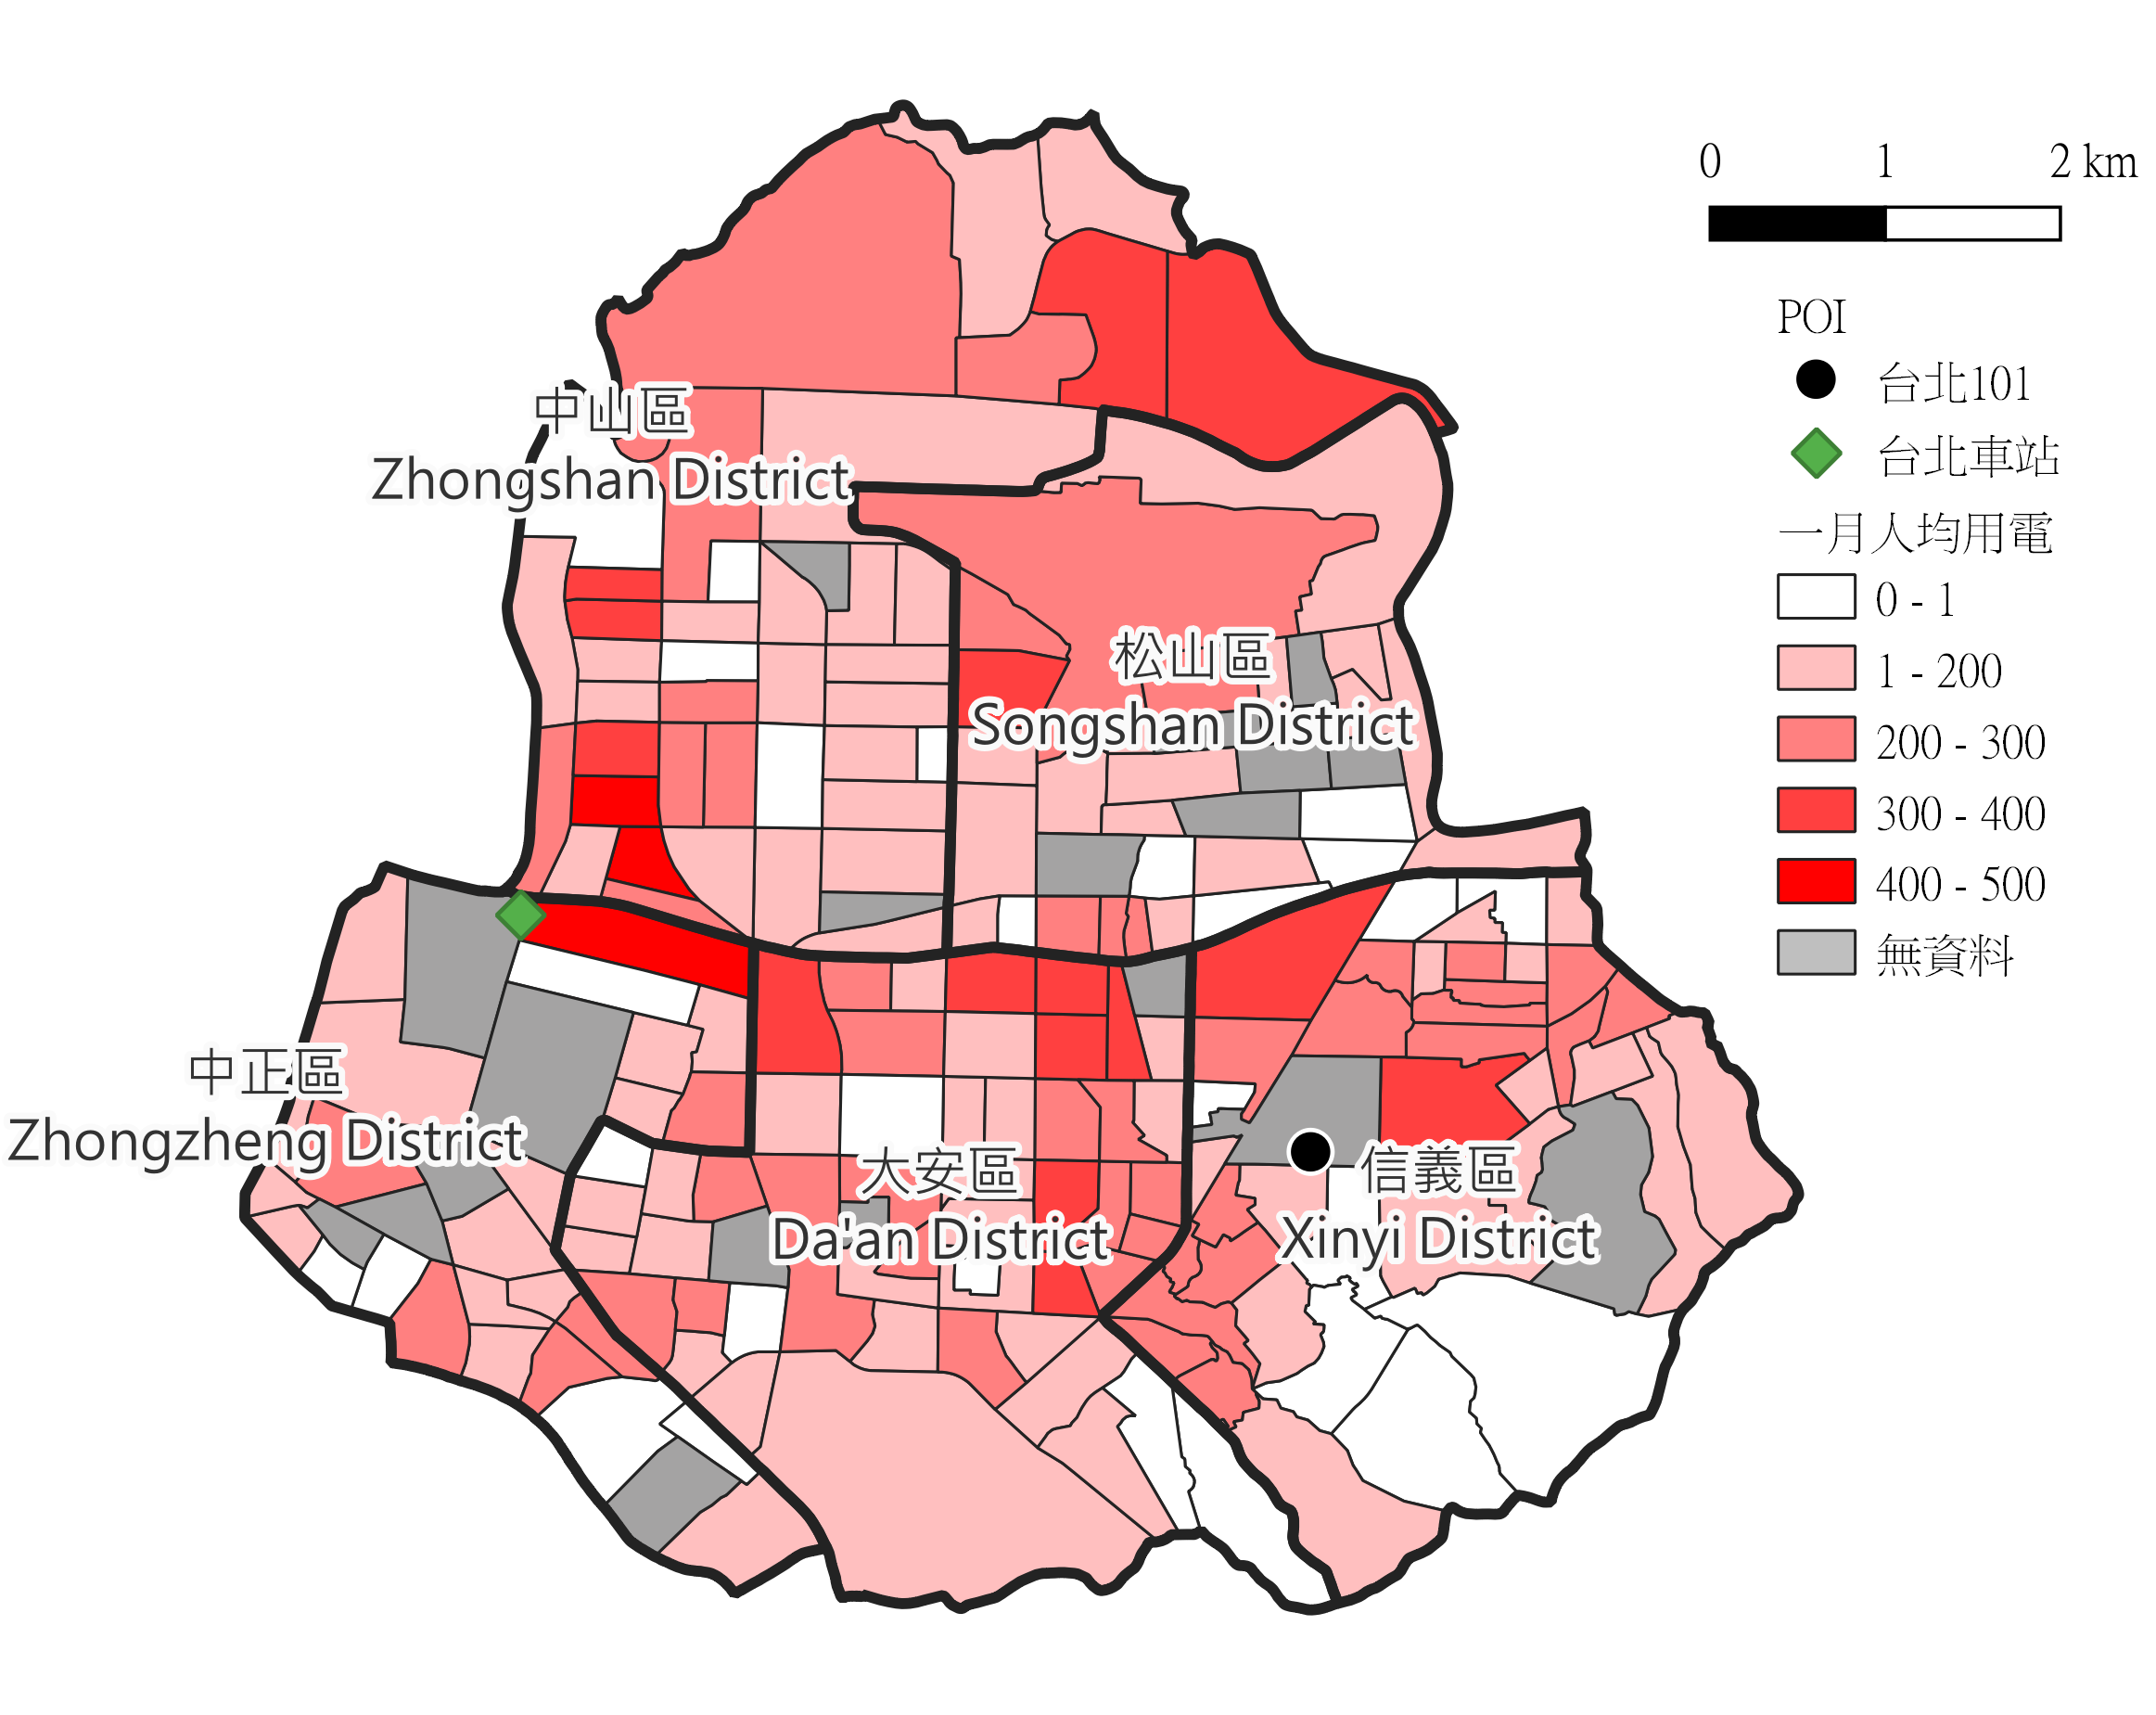 0 1 2 km
POI
台北101
台北車站
一月人均用電
0 - 1
1 - 200
200 - 300
300 - 400
400 - 500
無資料
中山區
Zhongshan District
松山區
Songshan District
中正區
Zhongzheng District
大安區
Da'an District
信義區
Xinyi District